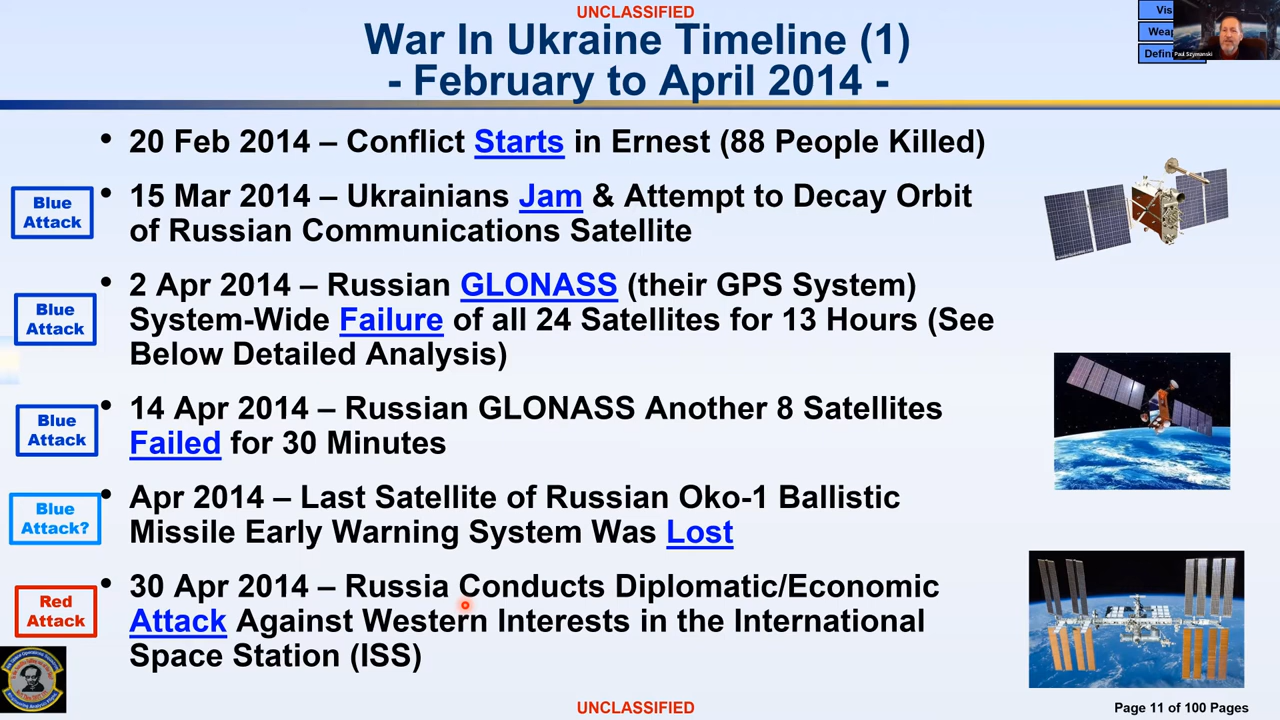 UNCLASSIFIED
War In Ukraine Timeline (1)
- February to April 2014 -
Paul Szymanski
• 20 Feb 2014 – Conflict Starts in Ernest (88 People Killed)
Blue
Attack
• 15 Mar 2014 – Ukrainians Jam & Attempt to Decay Orbit
of Russian Communications Satellite
Blue
Attack
• 2 Apr 2014 – Russian GLONASS (their GPS System)
System-Wide Failure of all 24 Satellites for 13 Hours (See
Below Detailed Analysis)
Blue
Attack
• 14 Apr 2014 – Russian GLONASS Another 8 Satellites
Failed for 30 Minutes
Blue
Attack?
• Apr 2014 – Last Satellite of Russian Oko-1 Ballistic
Missile Early Warning System Was Lost
Red
Attack
• 30 Apr 2014 – Russia Conducts Diplomatic/Economic
Attack Against Western Interests in the International
Space Station (ISS)
UNCLASSIFIED
Page 11 of 100 Pages